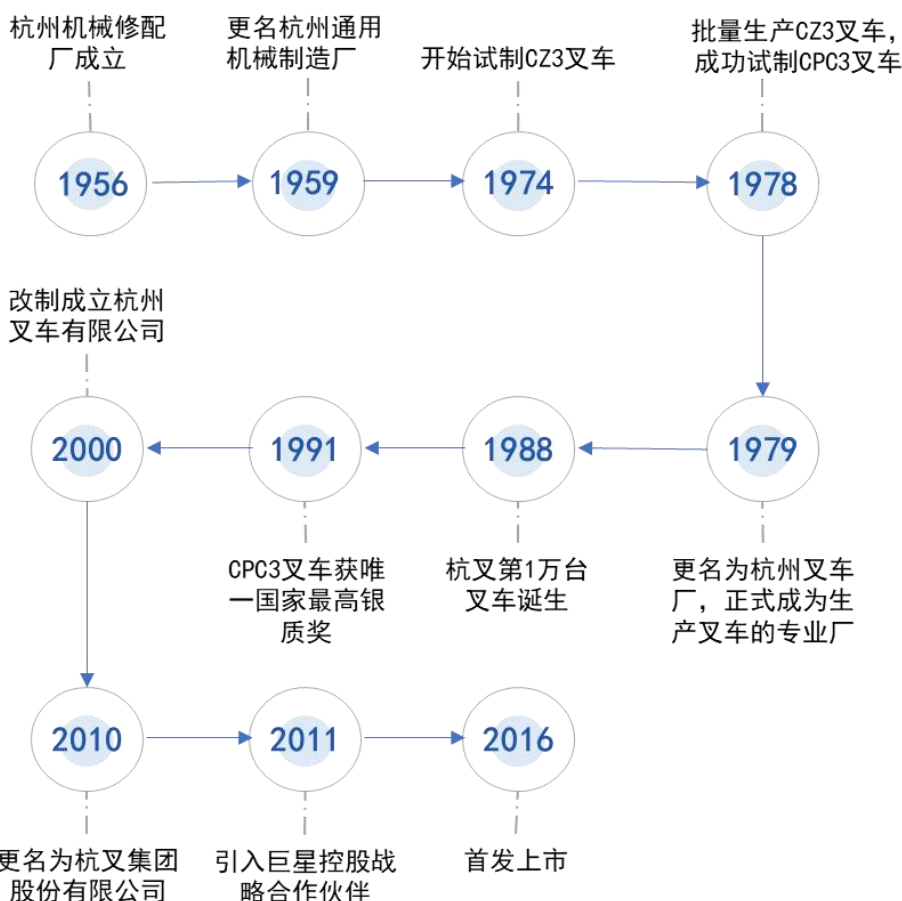 杭州机械修配
厂成立
更名杭州通用
机械制造厂
开始试制CZ3叉车
批量生产CZ3叉车，
成功试制CPC3叉车
1956
1959
1974
1978
改制成立杭州
叉车有限公司
2000
1991
1988
1979
CPC3叉车获唯
一国家最高银
质奖
杭叉第1万台
叉车诞生
更名为杭州叉车
厂，正式成为生
产叉车的专业厂
2010
2011
2016
更名为杭叉集团
股份有限公司
引入巨星控股战
略合作伙伴
首发上市